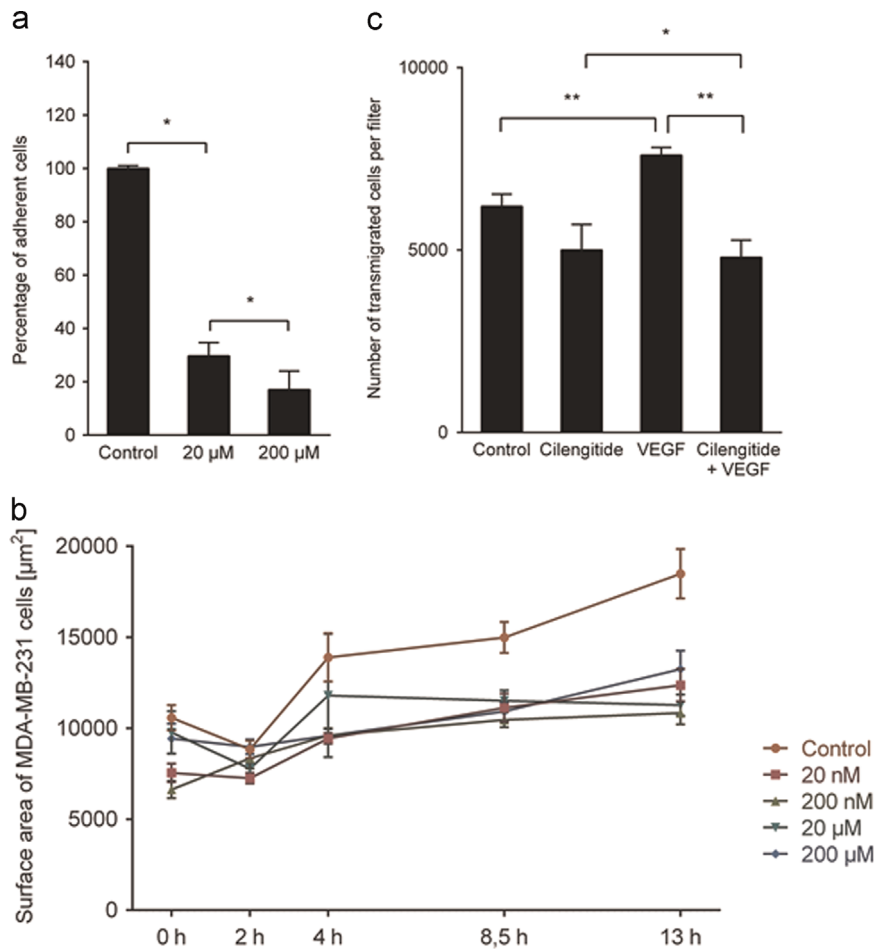 a
Percentage of adherent cells
140
120
100
80
60
40
20
0
*
*
Control 20 µM 200 µM
c
Number of transmigrated cells per filter
10000
5000
0
*
**
**
Control Cilengitide VEGF Cilengitide
+ VEGF
b
Surface area of MDA-MB-231 cells [µm²]
20000
15000
10000
5000
0
0 h 2 h 4 h 8,5 h 13 h
Control
20 nM
200 nM
20 µM
200 µM